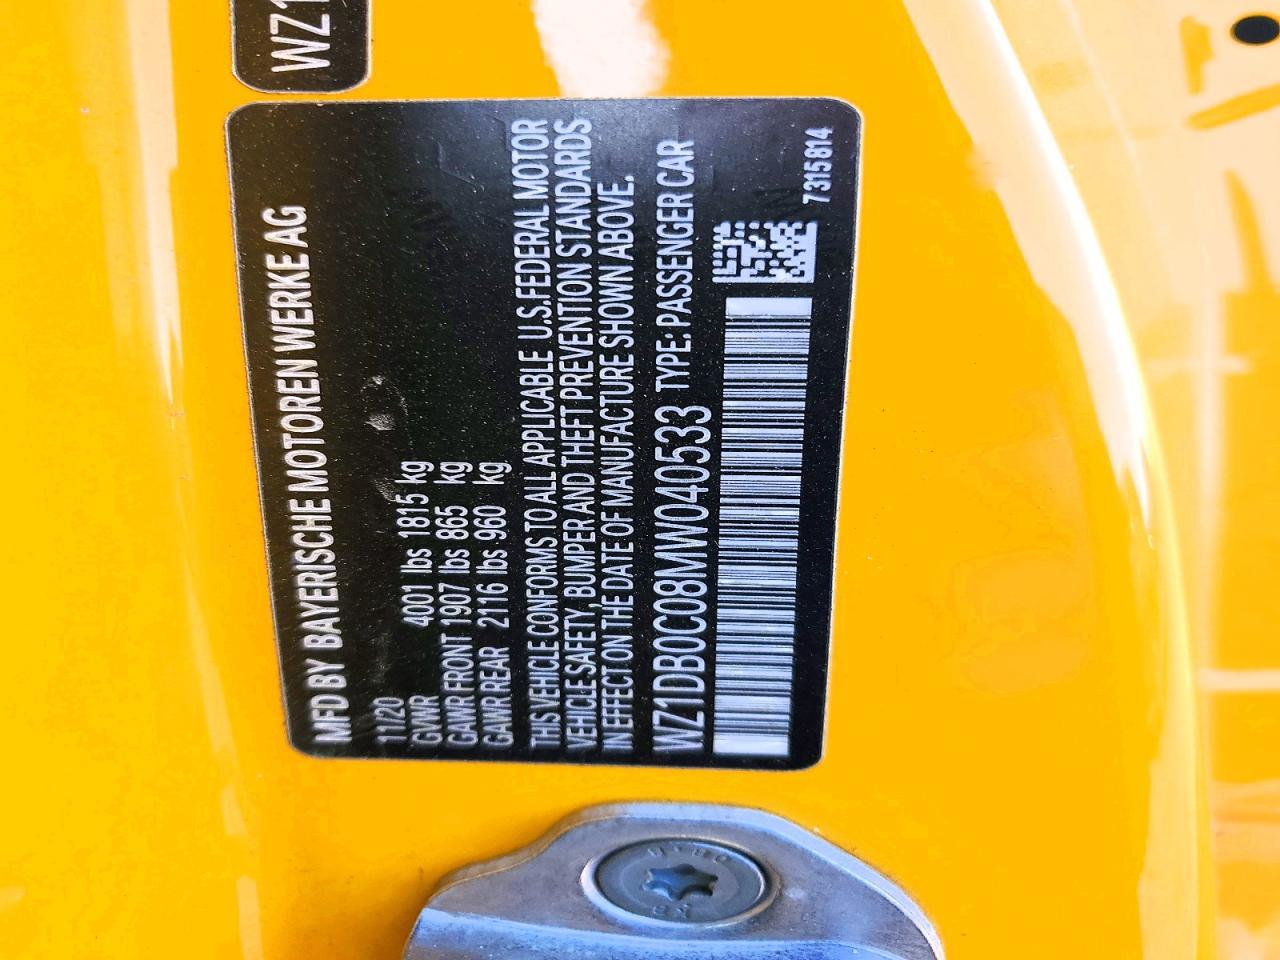 WZ1
MFD BY BAYERISCHE MOTOREN WERKE AG
11/20
GVWR 4001 lbs 1815 kg
GAWR FRONT 1907 lbs 865 kg
GAWR REAR 2116 lbs 960 kg
THIS VEHICLE CONFORMS TO ALL APPLICABLE U.S.FEDERAL MOTOR
VEHICLE SAFETY, BUMPER AND THEFT PREVENTION STANDARDS
IN EFFECT ON THE DATE OF MANUFACTURE SHOWN ABOVE.
WZ1DB0C08MW040533 TYPE: PASSENGER CAR
7315814